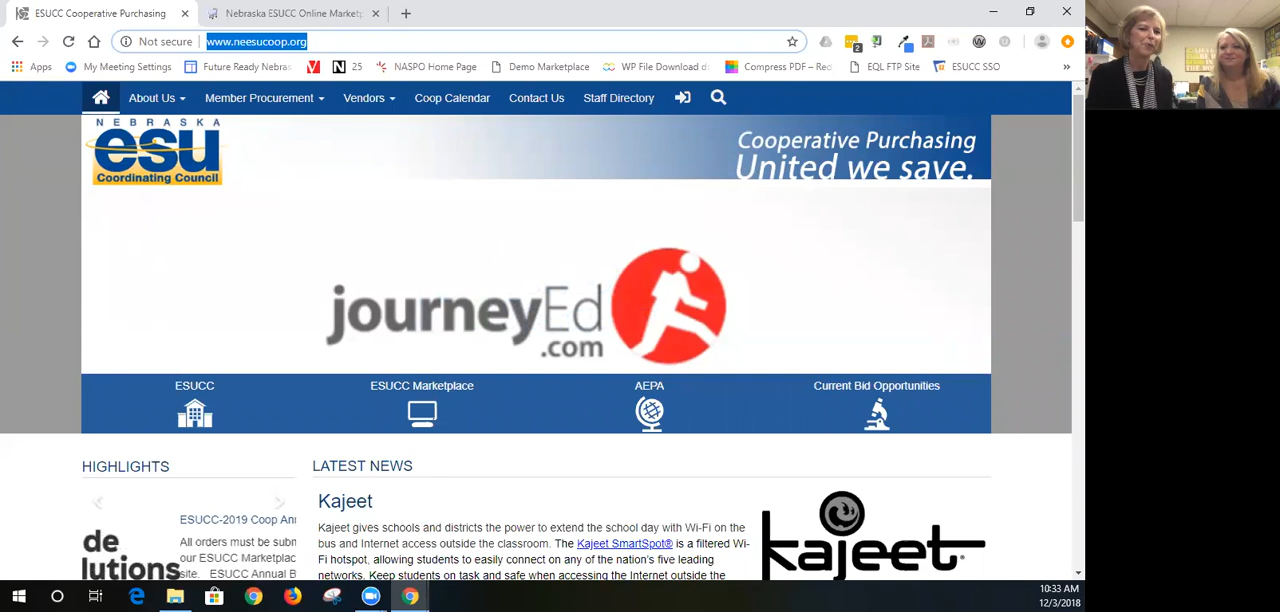 ESUCC Cooperative Purchasing
Nebraska ESUCC Online Marketp
Not secure
www.neesucoop.org
2
Apps
My Meeting Settings
Future Ready Nebras
25
NASPO Home Page
Demo Marketplace
WP File Download d
Compress PDF – Red
EQL FTP Site
ESUCC SSO
About Us
Member Procurement
Vendors
Coop Calendar
Contact Us
Staff Directory
NEBRASKA
esu
Coordinating Council
Cooperative Purchasing
United we save.
journeyEd
.com
ESUCC
ESUCC Marketplace
AEPA
Current Bid Opportunities
HIGHLIGHTS
LATEST NEWS
ESUCC-2019 Coop Ann
All orders must be subm
our ESUCC Marketplac
site. ESUCC Annual B
de
lutions
Kajeet
Kajeet gives schools and districts the power to extend the school day with Wi-Fi on the
bus and Internet access outside the classroom. The Kajeet SmartSpot® is a filtered Wi-
Fi hotspot, allowing students to easily connect on any of the nation's five leading
networks. Keep students on task and safe when accessing the Internet outside the
kajeet
10:33 AM
12/3/2018